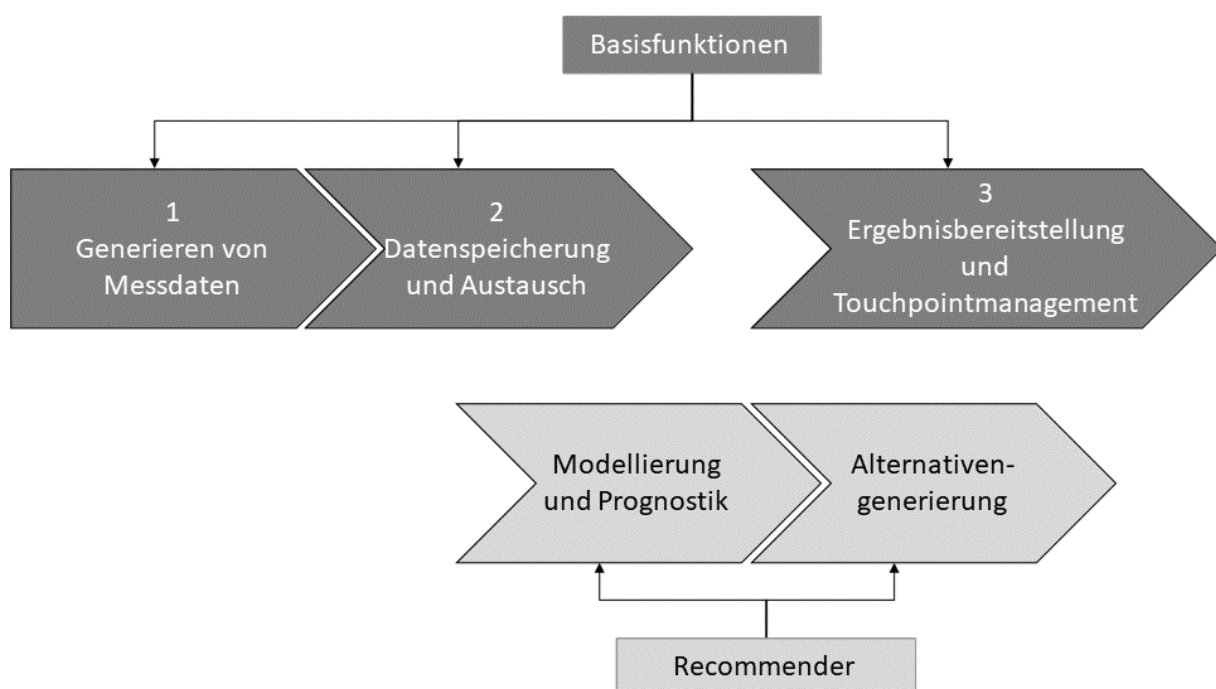 Basisfunktionen
1
Generieren von
Messdaten
2
Datenspeicherung
und Austausch
3
Ergebnisbereitstellung
und
Touchpointmanagement
Modellierung
und Prognostik
Alternativen-
generierung
Recommender